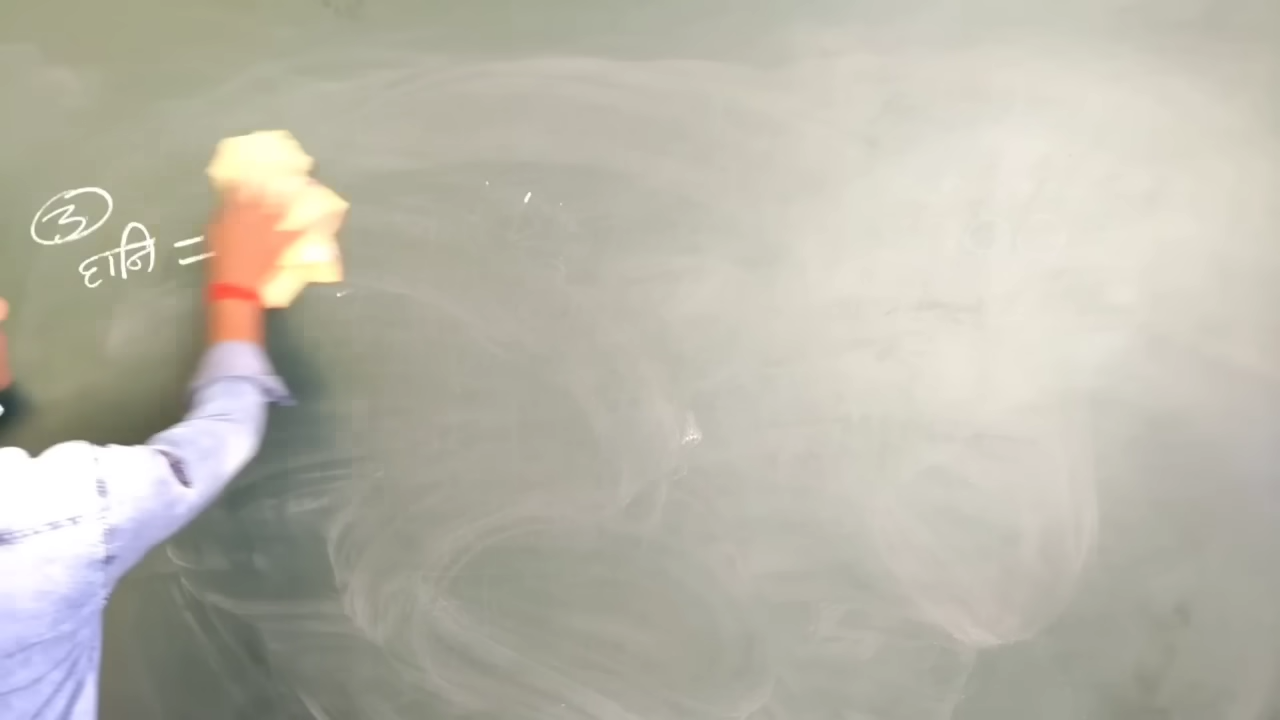 ③
हानि =